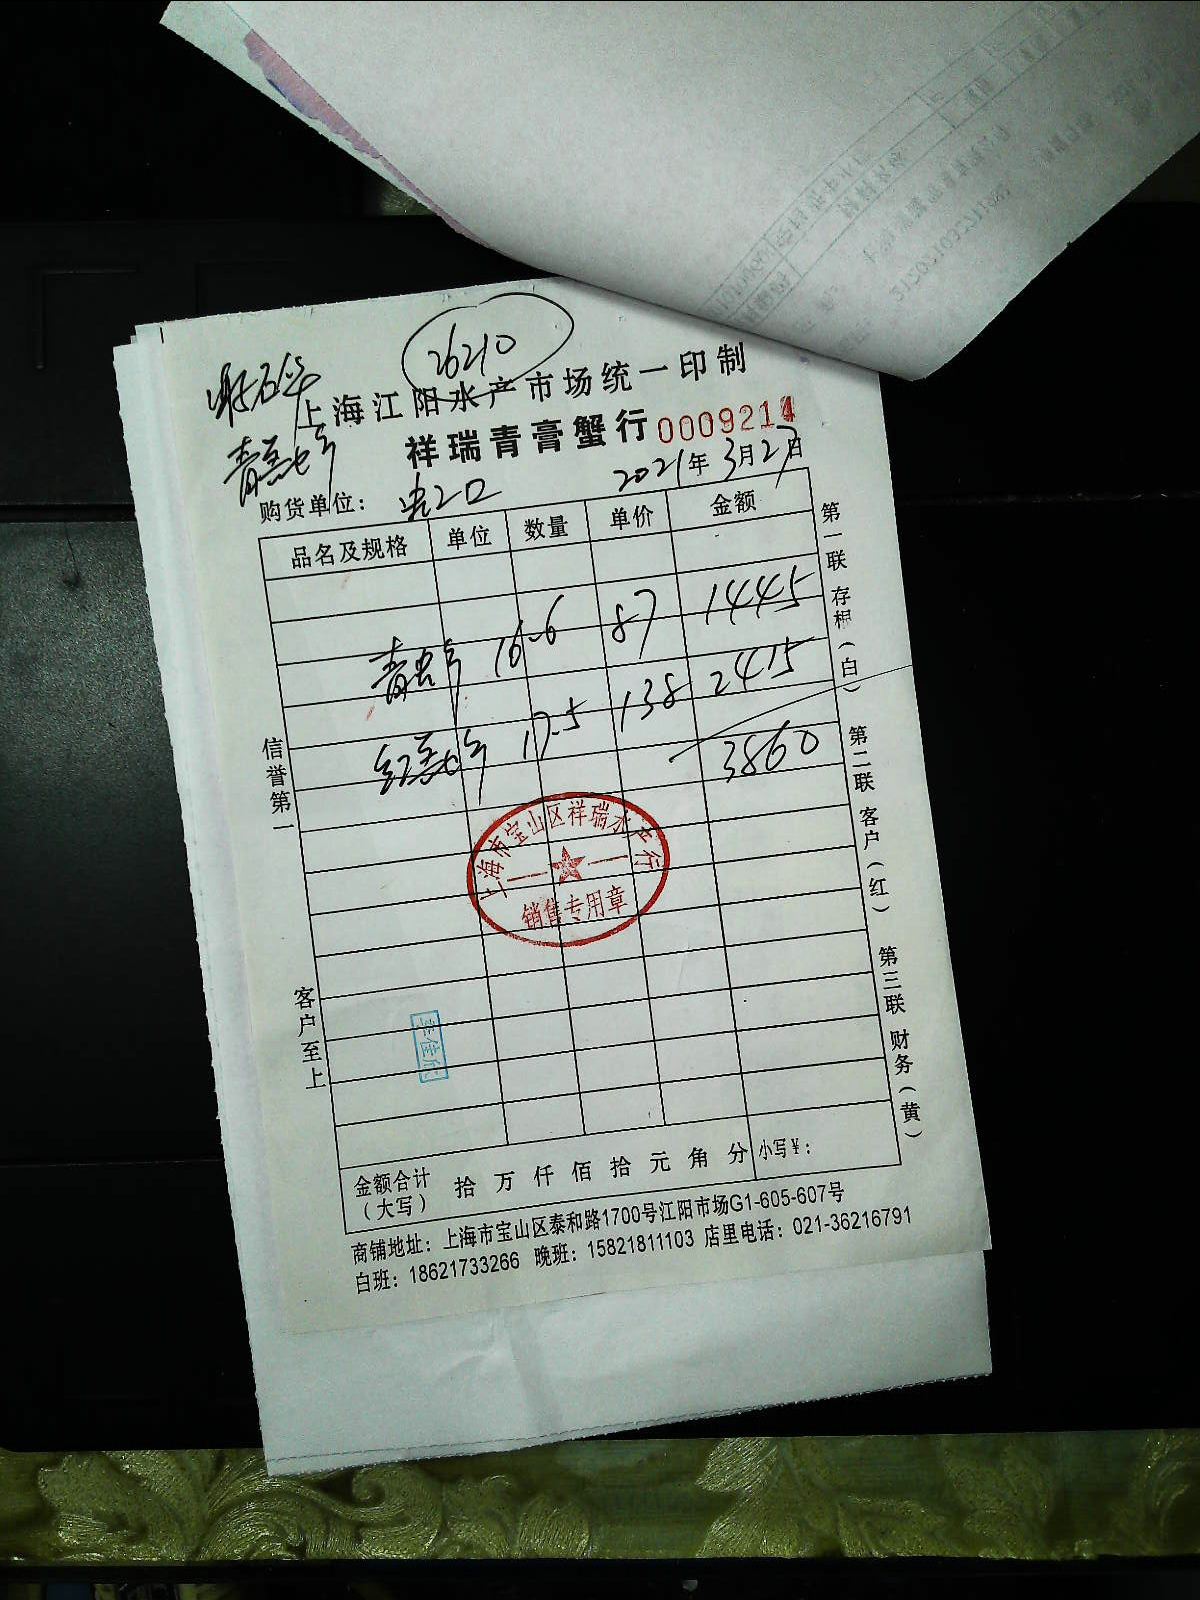 26210
上海江阳水产市场统一印制
祥瑞青膏蟹行 0009214
购货单位：
2021年3月27日
品名及规格 单位 数量 单价 金额
16.6 87 1445
17.5 138 2415
3860
上海市宝山区祥瑞水产行
销售专用章
金额合计（大写） 拾 万 仟 佰 拾 元 角 分 小写￥：
商铺地址：上海市宝山区泰和路1700号江阳市场G1-605-607号
白班：18621733266 晚班：15821811103 店里电话：021-36216791
信誉第一
客户至上
第一联 存根（白） 第二联 客户（红） 第三联 财务（黄）